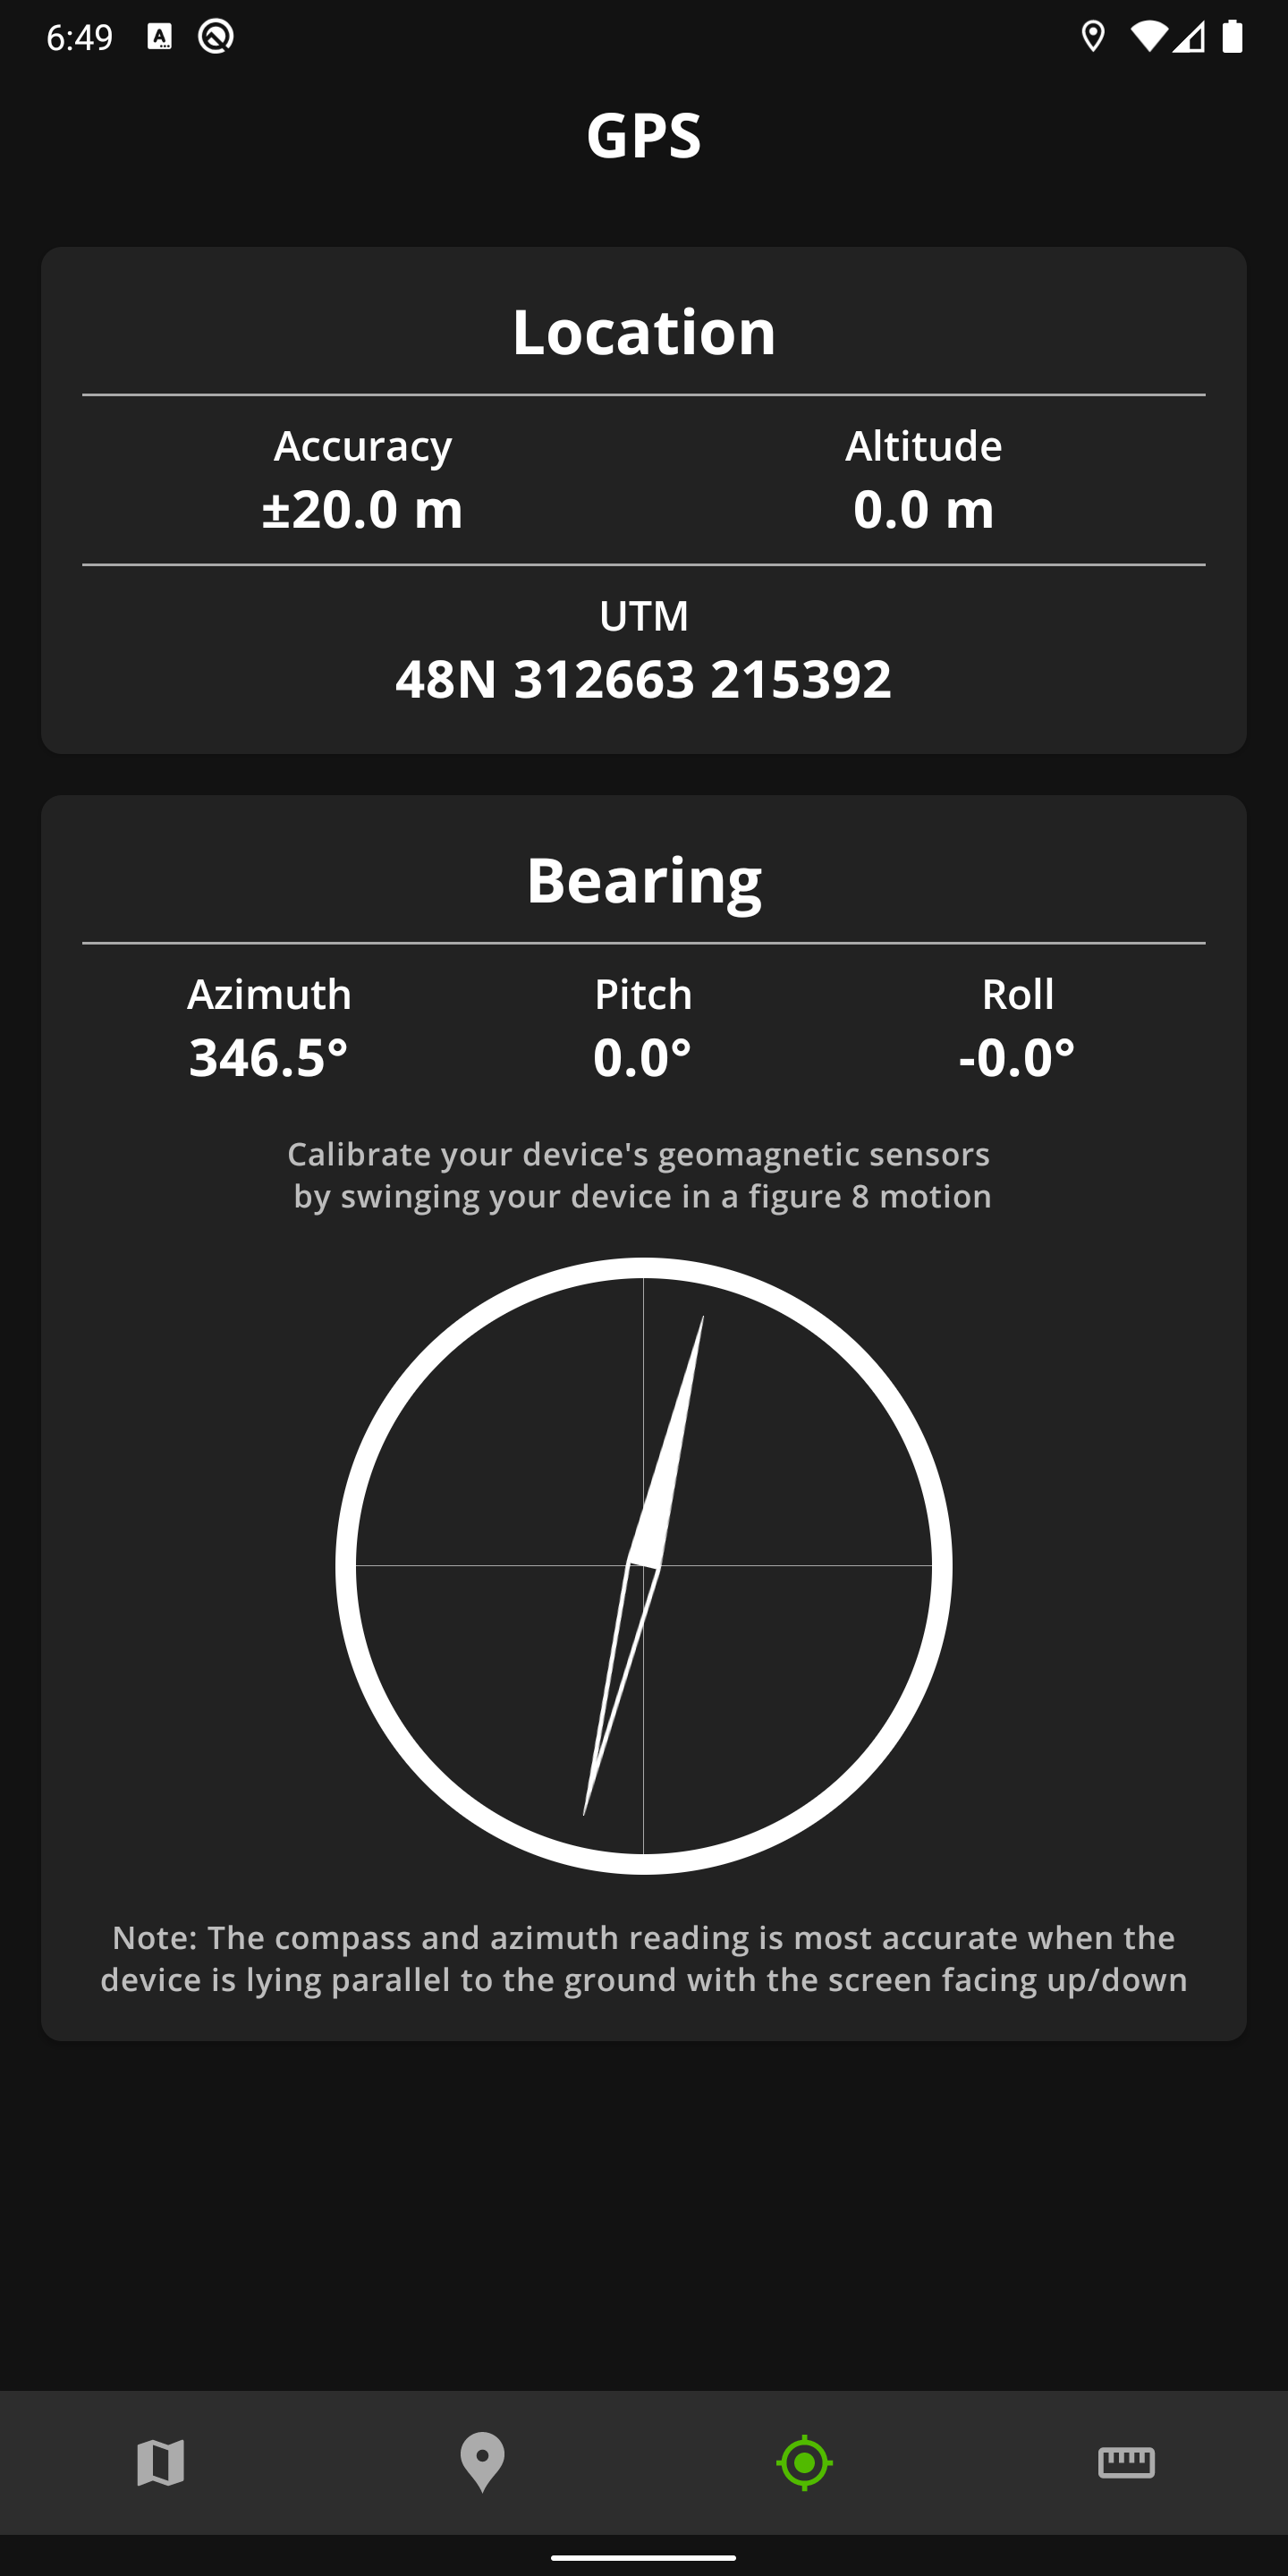 6:49
GPS
Location
Accuracy
Altitude
±20.0 m
0.0 m
UTM
48N 312663 215392
Bearing
Azimuth
Pitch
Roll
346.5°
0.0°
-0.0°
Calibrate your device's geomagnetic sensors
by swinging your device in a figure 8 motion
Note: The compass and azimuth reading is most accurate when the
device is lying parallel to the ground with the screen facing up/down